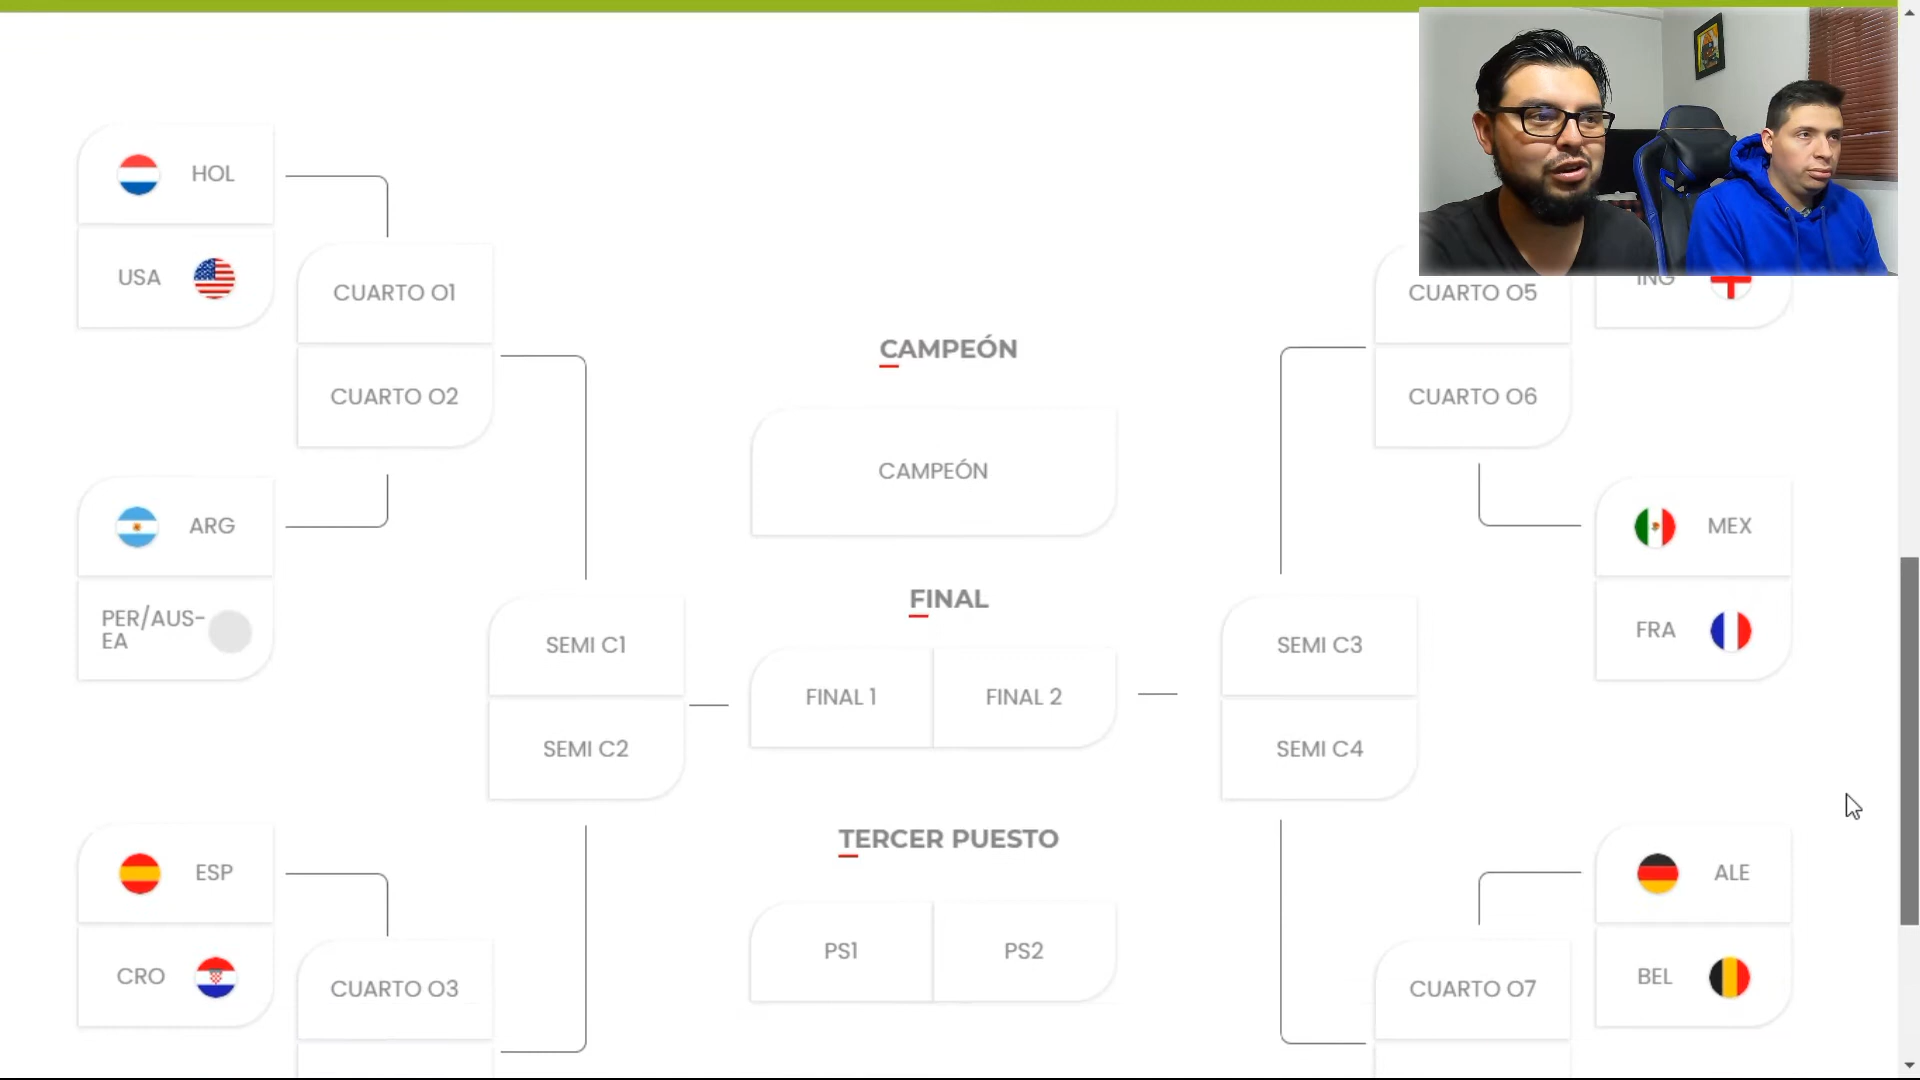 HOL
USA
CUARTO O1
CUARTO O2
ARG
PER/AUS-
EA
SEMI C1
SEMI C2
ESP
CRO
CUARTO O3
CAMPEÓN
CAMPEÓN
FINAL
FINAL 1
FINAL 2
TERCER PUESTO
PS1
PS2
ING
CUARTO O5
CUARTO O6
MEX
FRA
SEMI C3
SEMI C4
ALE
BEL
CUARTO O7